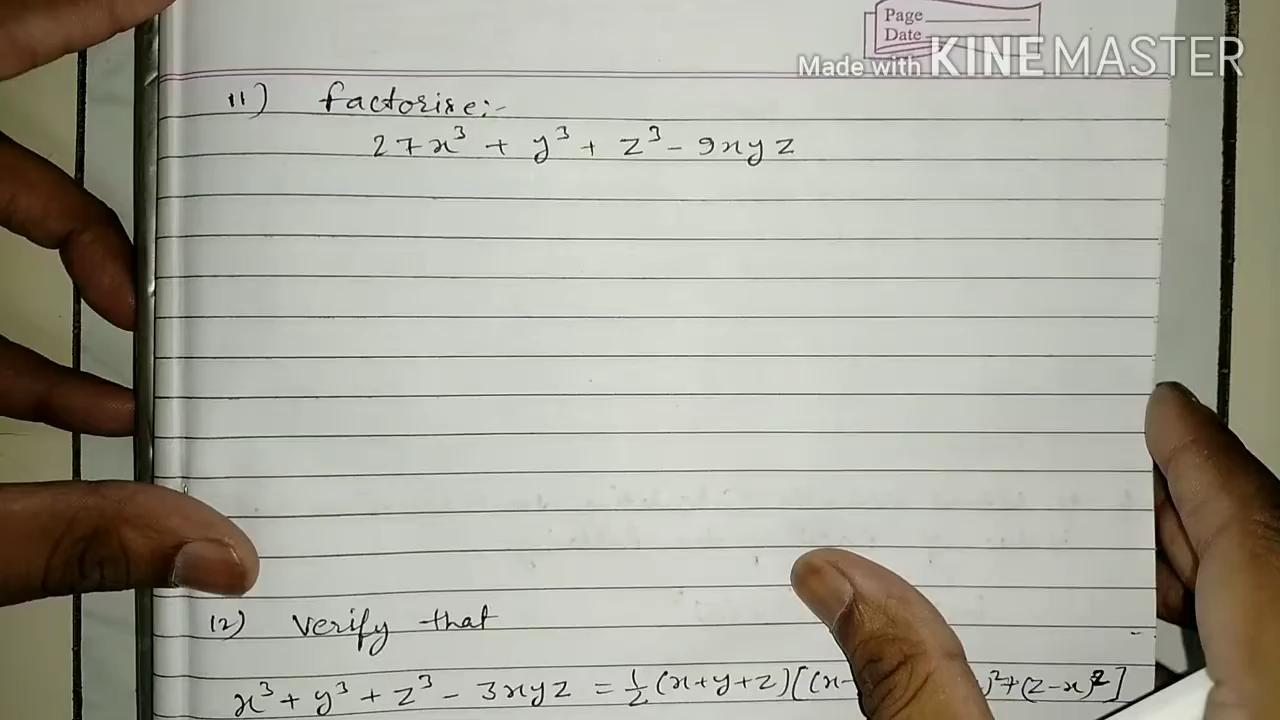 Page
Date
Made with KINEMASTER
11) factorise:-
27x³ + y³ + z³ - 9xyz
12) Verify that
x³ + y³ + z³ - 3xyz = ½ (x+y+z) [(x- )² + (z-x)²]